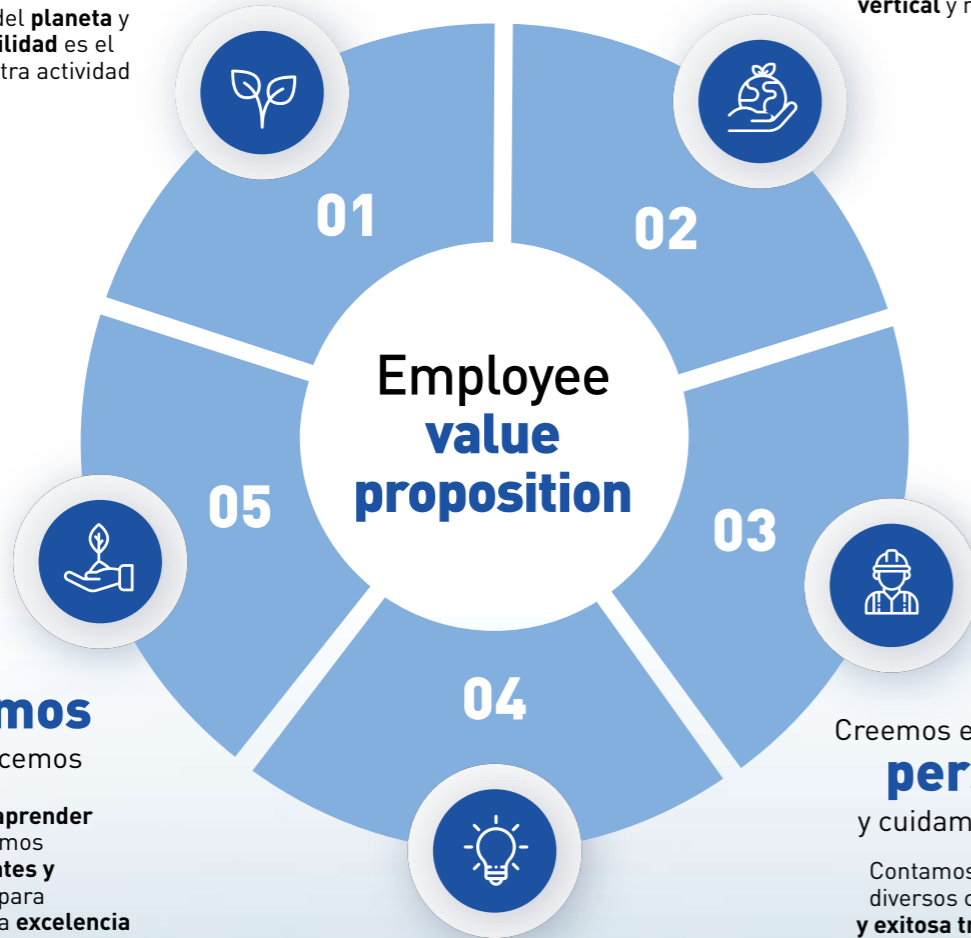 del planeta y
ilidad es el
tra actividad
vertical y
01
02
Employee
value
proposition
05
03
04
mos
cemos
aprender
mos
ntes y
para
a excelencia
Creemos e
per
y cuidam
Contamos
diversos
y exitosa